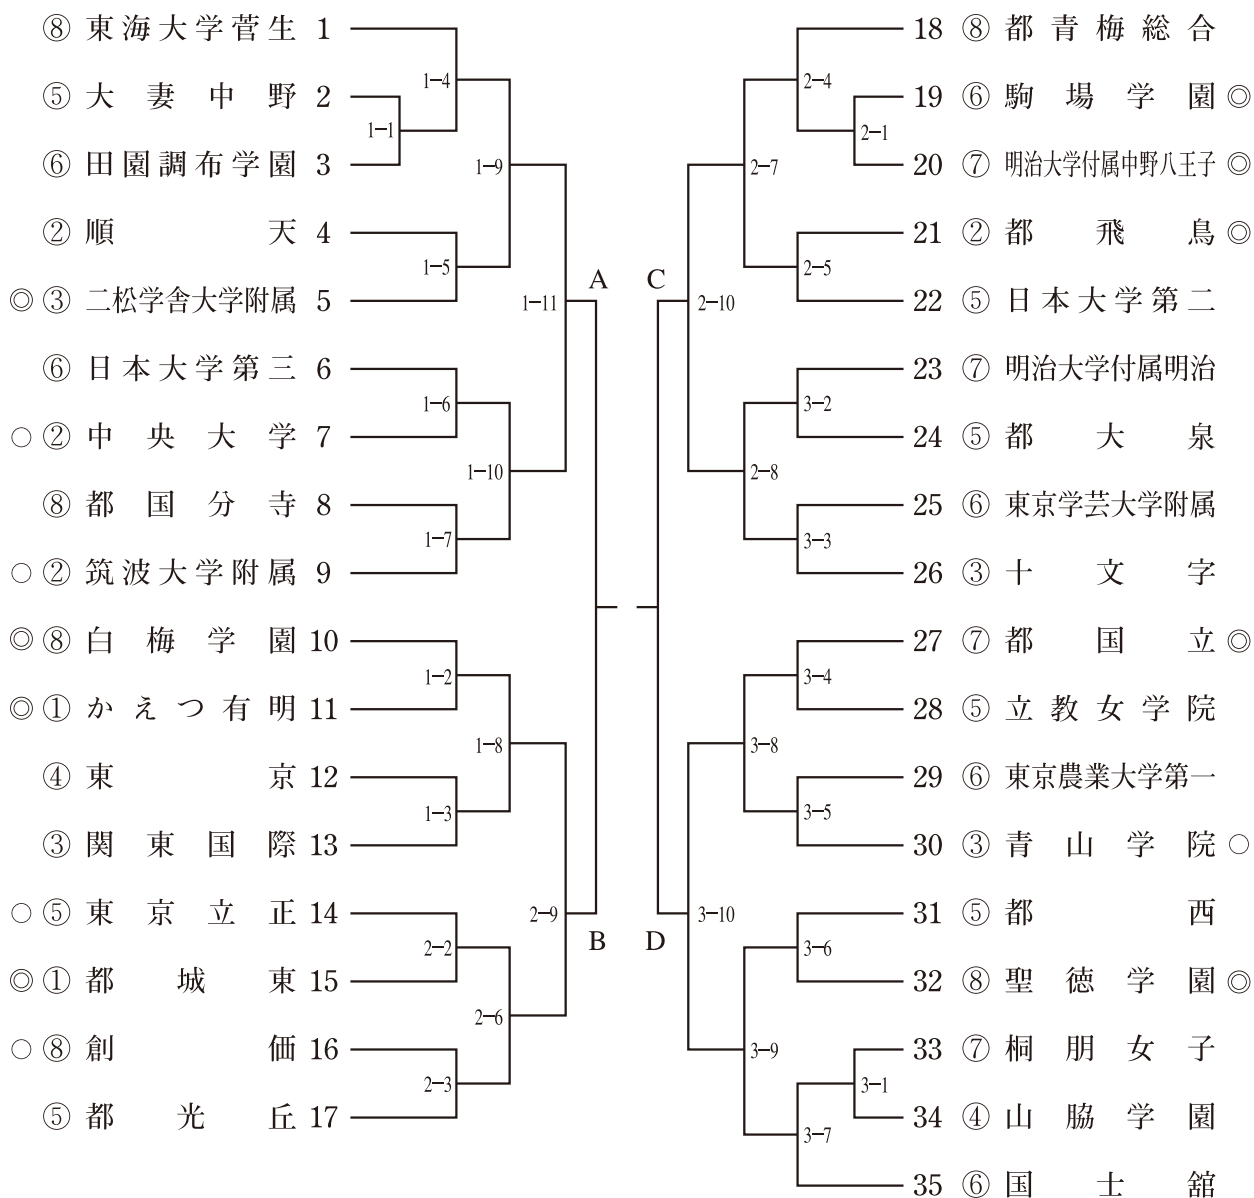 ⑧ 東海大学菅生 1
⑤ 大妻中野 2
⑥ 田園調布学園 3
② 順天 4
◎ ③ 二松学舎大学附属 5
⑥ 日本大学第三 6
○ ② 中央大学 7
⑧ 都国分寺 8
○ ② 筑波大学附属 9
◎ ⑧ 白梅学園 10
◎ ① かえつ有明 11
④ 東京 12
③ 関東国際 13
○ ⑤ 東京立正 14
◎ ① 都城東 15
○ ⑧ 創価 16
⑤ 都光丘 17
1-4
1-1
1-9
1-5
1-11
A
1-6
1-10
1-7
1-2
1-8
1-3
2-9
B
2-2
2-6
2-3
18 ⑧ 都青梅総合
19 ⑥ 駒場学園 ◎
20 ⑦ 明治大学付属中野八王子 ◎
21 ② 都飛鳥 ◎
22 ⑤ 日本大学第二
23 ⑦ 明治大学付属明治
24 ⑤ 都大泉
25 ⑥ 東京学芸大学附属
26 ③ 十文字
27 ⑦ 都国立 ◎
28 ⑤ 立教女学院
29 ⑥ 東京農業大学第一
30 ③ 青山学院 ○
31 ⑤ 都西
32 ⑧ 聖徳学園 ◎
33 ⑦ 桐朋女子
34 ④ 山脇学園
35 ⑥ 国士舘
2-4
2-1
2-7
2-5
C
2-10
3-2
2-8
3-3
3-4
3-8
3-5
3-10
D
3-6
3-9
3-1
3-7